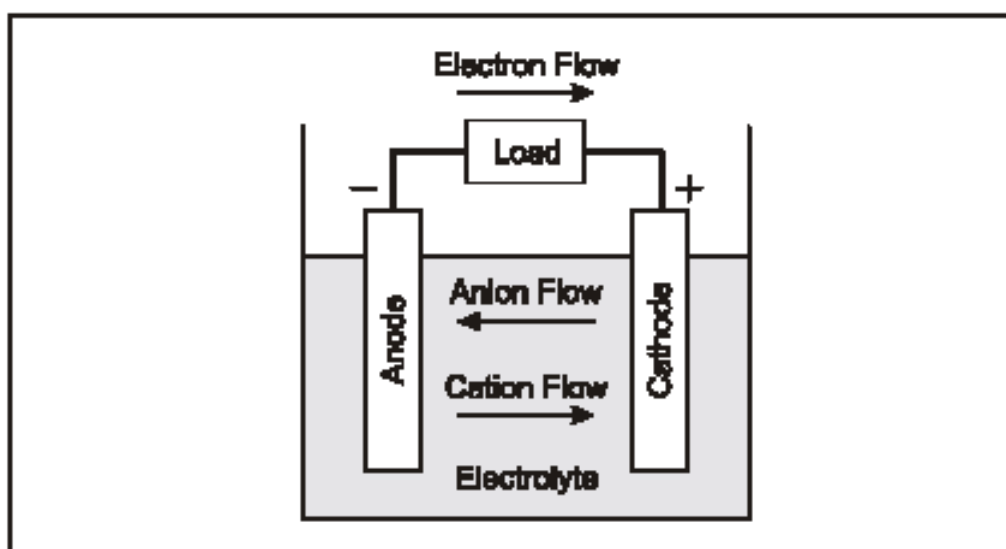 Electron Flow
Load
− +
Anode
Anion Flow
Cathode
Cation Flow
Electrolyte